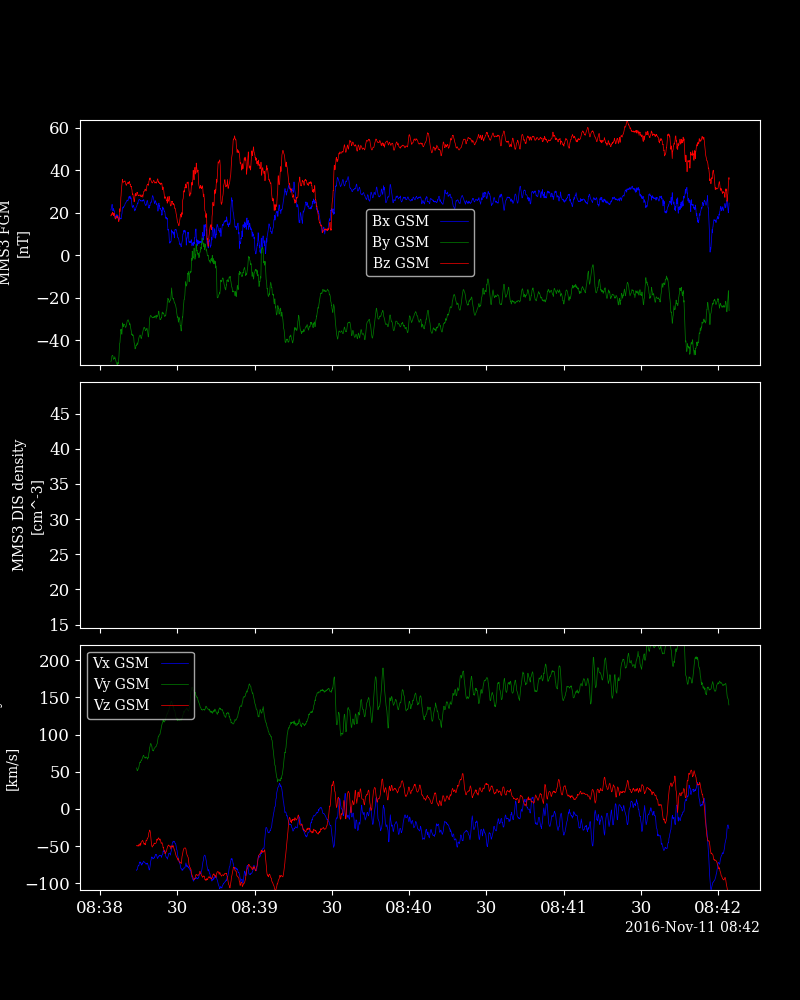 60
40
20
0
−20
−40
MMS3 FGM
[nT]
Bx GSM
By GSM
Bz GSM
45
40
35
30
25
20
15
MMS3 DIS density
[cm^-3]
200
150
100
50
0
−50
−100
[km/s]
Vx GSM
Vy GSM
Vz GSM
08:38 30 08:39 30 08:40 30 08:41 30 08:42
2016-Nov-11 08:42